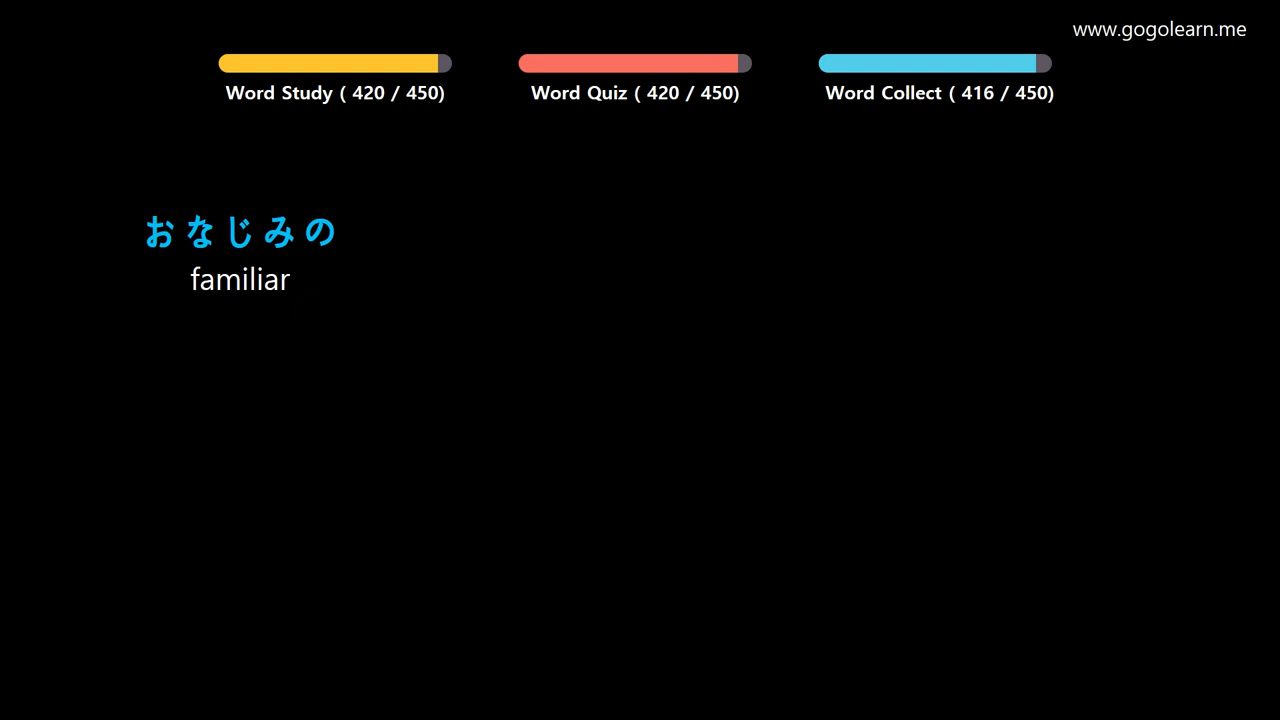 www.gogolearn.me
Word Study ( 420 / 450)
Word Quiz ( 420 / 450)
Word Collect ( 416 / 450)
おなじみの
familiar